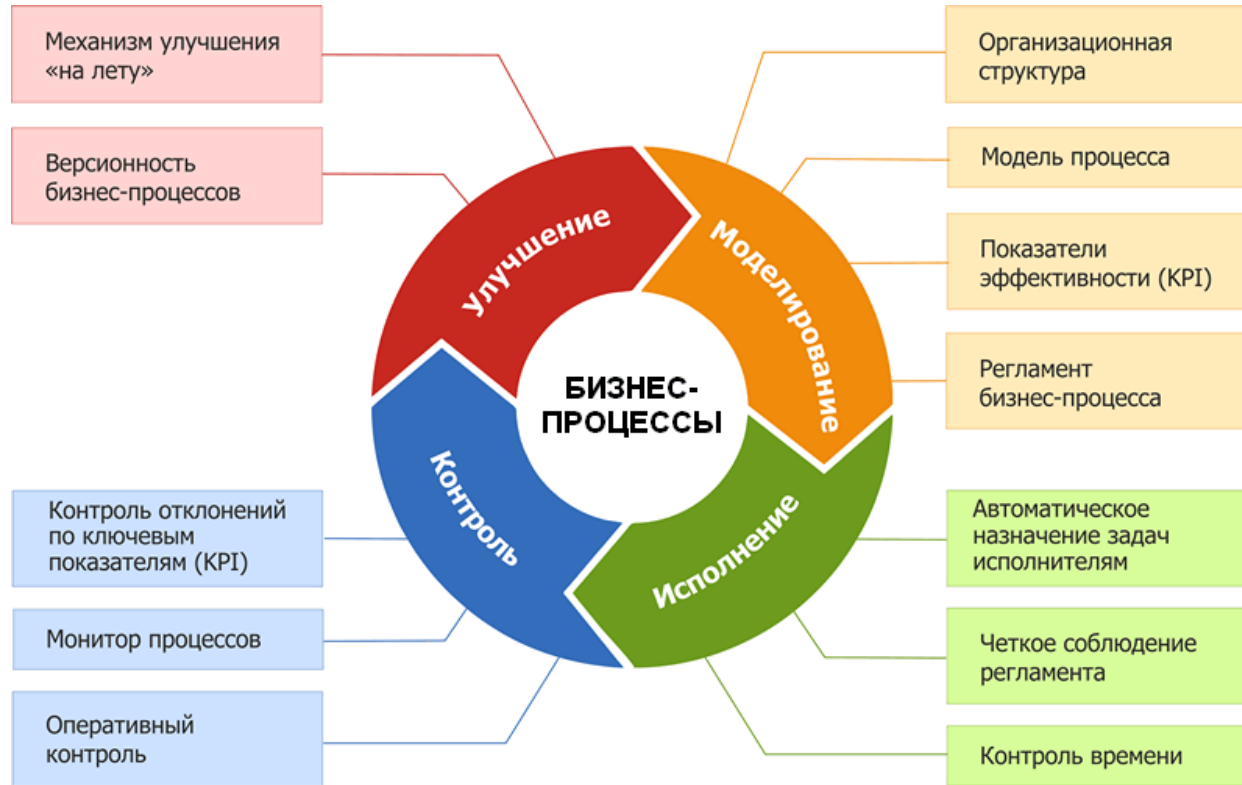 Механизм улучшения
«на лету»
Версионность
бизнес-процессов
Организационная
структура
Модель процесса
Показатели
эффективности (KPI)
Регламент
бизнес-процесса
Улучшение
Моделирование
БИЗНЕС-
ПРОЦЕССЫ
Контроль
Исполнение
Контроль отклонений
по ключевым
показателям (KPI)
Монитор процессов
Оперативный
контроль
Автоматическое
назначение задач
исполнителям
Четкое соблюдение
регламента
Контроль времени